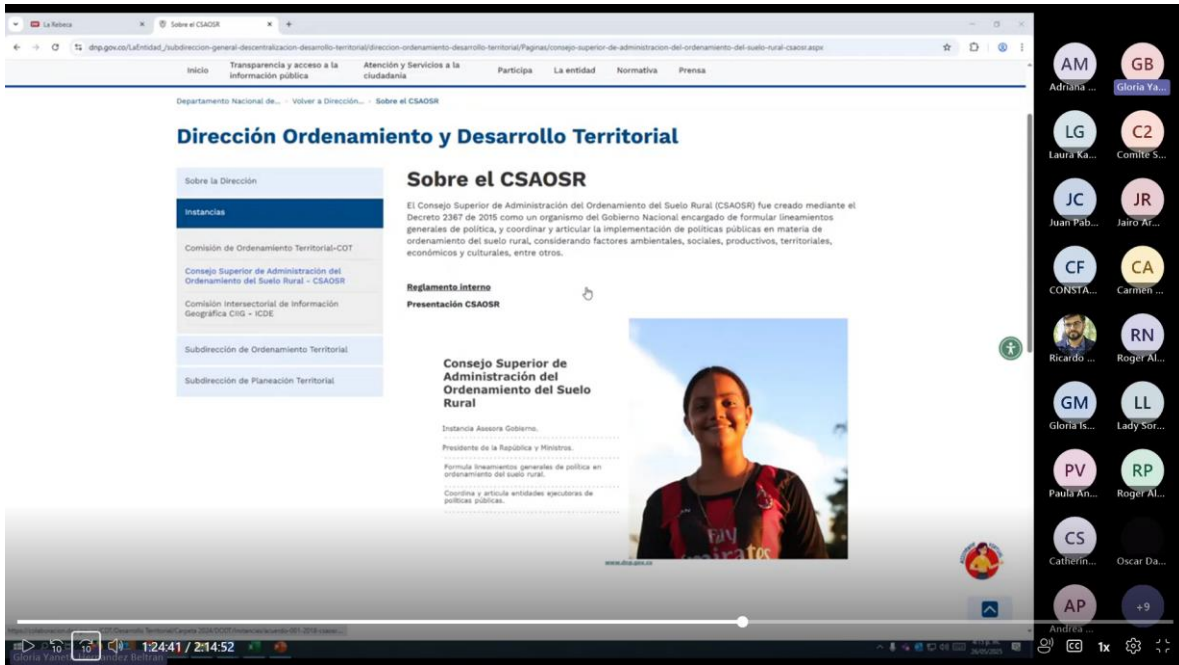 La Rebeca
Sobre el CSAOSR
dnp.gov.co/LaEntidad_/subdireccion-general-descentralizacion-desarrollo-territorial/direccion-ordenamiento-desarrollo-territorial/Paginas/consejo-superior-de-administracion-del-ordenamiento-del-suelo-rural-csaosr.aspx
Inicio
Transparencia y acceso a la
información pública
Atención y Servicios a la
ciudadanía
Participa
La entidad
Normativa
Prensa
Departamento Nacional de... - Volver a Dirección... - Sobre el CSAOSR
Dirección Ordenamiento y Desarrollo Territorial
Sobre la Dirección
Instancias
Comisión de Ordenamiento Territorial-COT
Consejo Superior de Administración del
Ordenamiento del Suelo Rural - CSAOSR
Comisión Intersectorial de Información
Geográfica CIIG - ICDE
Subdirección de Ordenamiento Territorial
Subdirección de Planeación Territorial
Sobre el CSAOSR
El Consejo Superior de Administración del Ordenamiento del Suelo Rural (CSAOSR) fue creado mediante el
Decreto 2367 de 2015 como un organismo del Gobierno Nacional encargado de formular lineamientos
generales de política, y coordinar y articular la implementación de políticas públicas en materia de
ordenamiento del suelo rural, considerando factores ambientales, sociales, productivos, territoriales,
económicos y culturales, entre otros.
Reglamento interno
Presentación CSAOSR
Consejo Superior de
Administración del
Ordenamiento del Suelo
Rural
Instancia Asesora Gobierno.
Presidente de la República y Ministros.
Formula lineamientos generales de política en
ordenamiento del suelo rural.
Coordina y articula entidades ejecutoras de
políticas públicas.
Fly
Emirates
www.dnp.gov.co
AM
Adriana ...
GB
Gloria Ya...
LG
Laura Ka...
C2
Comite S...
JC
Juan Pab...
JR
Jairo Ar...
CF
CONSTA...
CA
Carmen ...
Ricardo ...
RN
Roger Al...
GM
Gloria Is...
LL
Lady Sor...
PV
Paula An...
RP
Roger Al...
CS
Catherin...
Oscar Da...
AP
Andrea ...
+9
10
10
1:24:41 / 2:14:52
Gloria Yaneth Hernandez Beltran
26/05/2025
CC
1x